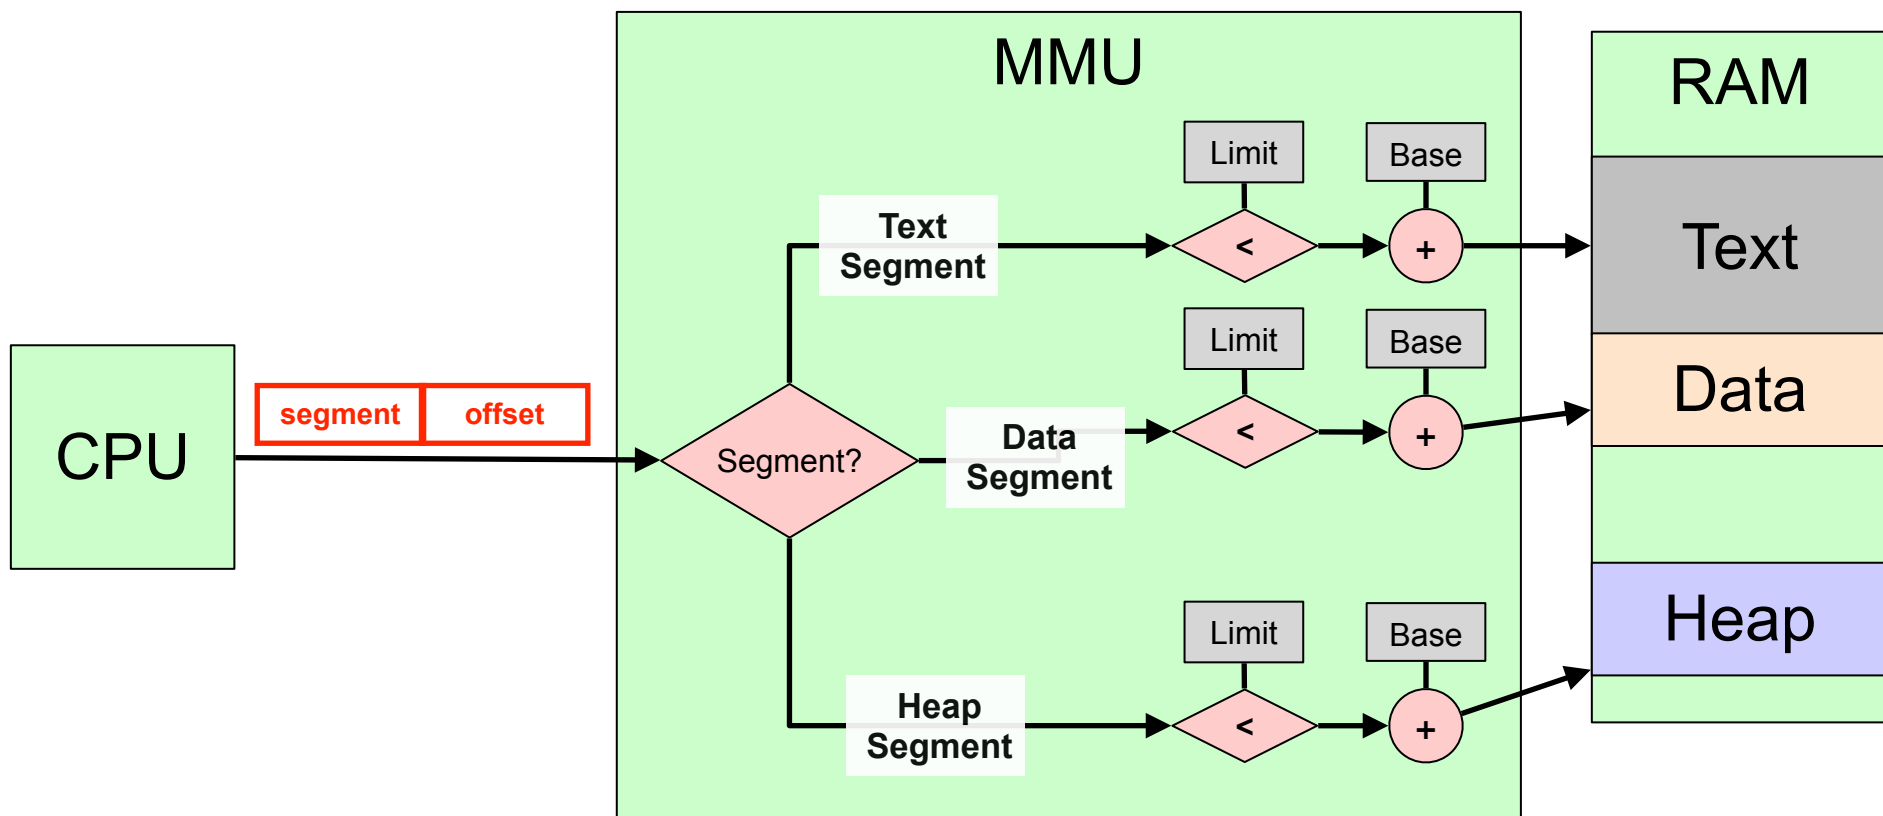 MMU
RAM
Limit
Base
Text
Segment
<
+
Text
Limit
Base
Data
segment
offset
CPU
Segment?
Data
Segment
<
+
Heap
Limit
Base
Heap
Segment
<
+